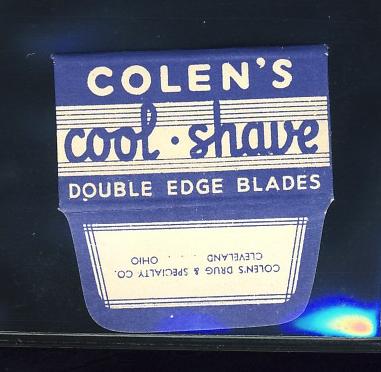 COLEN'S
cool · shave
DOUBLE EDGE BLADES
COLEN'S DRUG & SPECIALTY CO.
CLEVELAND . . . OHIO